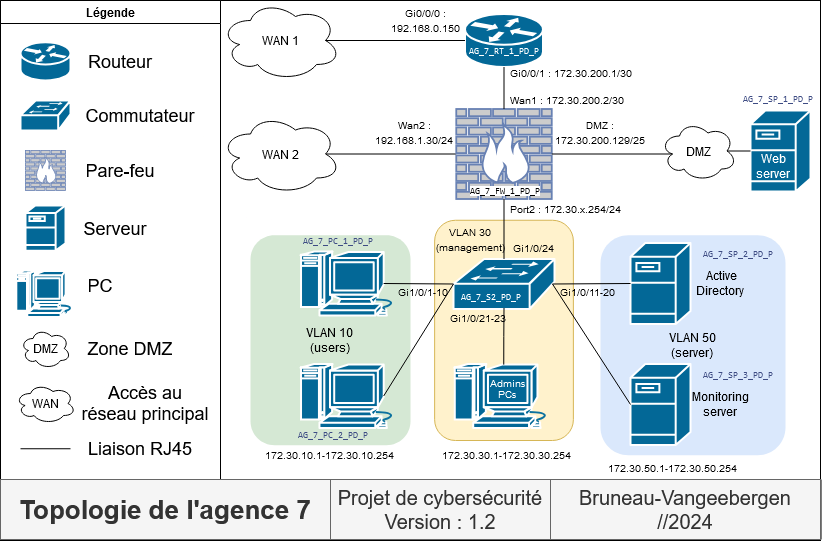 Légende
Routeur
Commutateur
Pare-feu
Serveur
PC
DMZ
Zone DMZ
WAN
Accès au
réseau principal
Liaison RJ45
WAN 1
Gi0/0/0 :
192.168.0.150
AG_7_RT_1_PD_P
Gi0/0/1 : 172.30.200.1/30
Wan1 : 172.30.200.2/30
WAN 2
Wan2 :
192.168.1.30/24
DMZ :
172.30.200.129/25
AG_7_FW_1_PD_P
DMZ
AG_7_SP_1_PD_P
Web
server
Port2 : 172.30.x.254/24
VLAN 30
(management)
Gi1/0/24
AG_7_PC_1_PD_P
Gi1/0/1-10
AG_7_S2_PD_P
Gi1/0/11-20
Gi1/0/21-23
VLAN 10
(users)
AG_7_PC_2_PD_P
172.30.10.1-172.30.10.254
Admins
PCs
172.30.30.1-172.30.30.254
AG_7_SP_2_PD_P
Active
Directory
VLAN 50
(server)
AG_7_SP_3_PD_P
Monitoring
server
172.30.50.1-172.30.50.254
Topologie de l'agence 7
Projet de cybersécurité
Version : 1.2
Bruneau-Vangeebergen
//2024